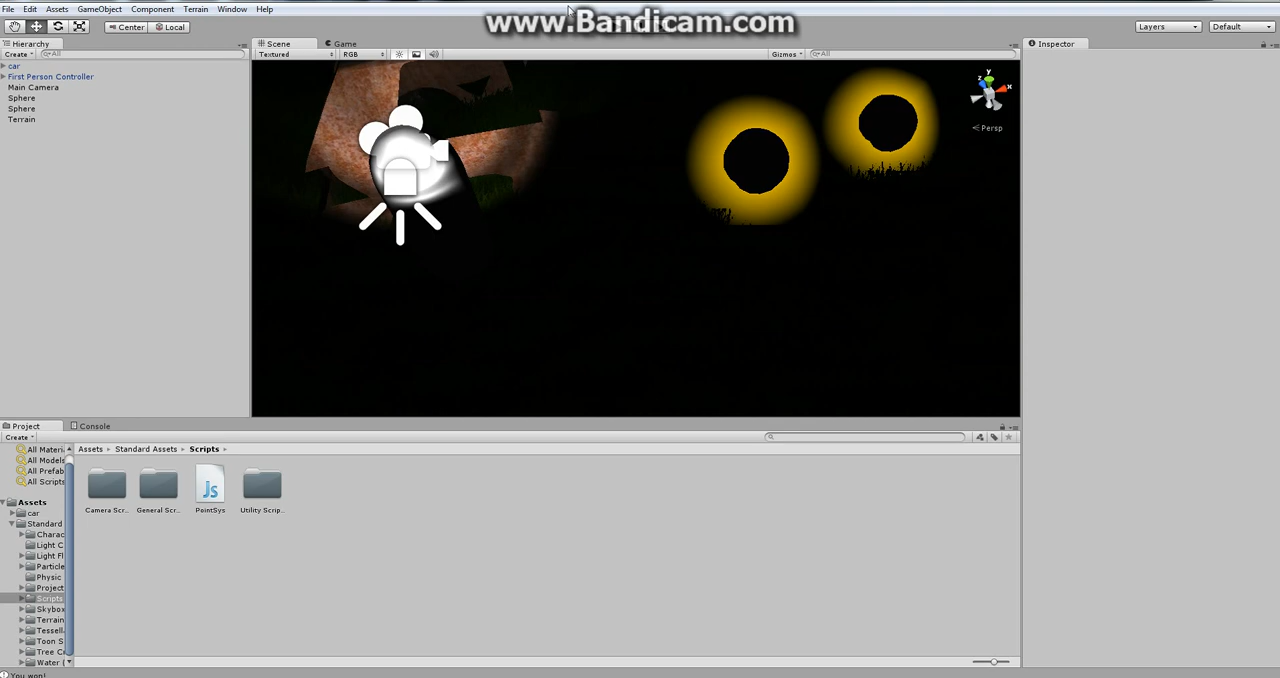 File Edit Assets GameObject Component Terrain Window Help
www.Bandicam.com
Center Local Layers Default
Hierarchy Scene Game Inspector
Create All Textured RGB Gizmos All
car
First Person Controller
Main Camera
Sphere
Sphere
Terrain
y
z x
Persp
Project Console
Create
All Materi
All Models
All Prefab
All Scripts
Assets
car
Standard
Charac
Light C
Light Fl
Particle
Physic
Project
Scripts
Skybox
Terrain
Tessell
Toon S
Tree C
Water (
Assets Standard Assets Scripts
js
Camera Scr... General Scr... PointSys Utility Scrip...
You won!